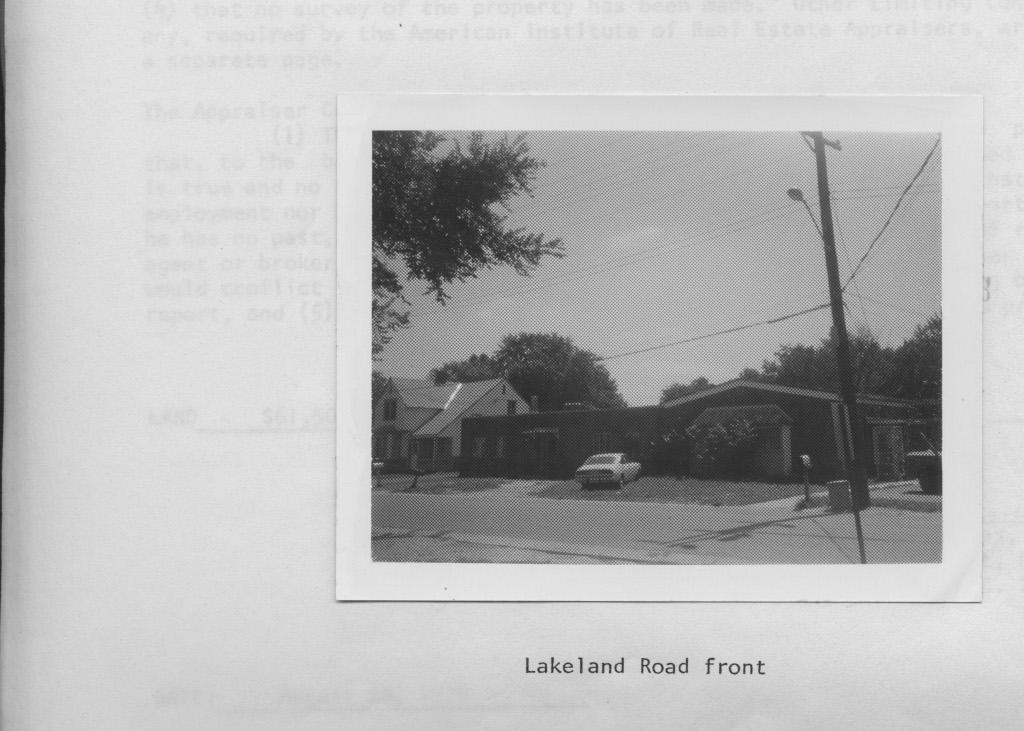 (4) that no survey of the property has been made. Other Limiting Con
any, required by the American Institute of Real Estate Appraisers, ar
a separate page.
The Appraiser C
(1) T
that, to the b
is true and no
employment nor
he has no past,
agent or broker
would conflict
report, and (5)
LAND $61,50
Lakeland Road front
DATE: